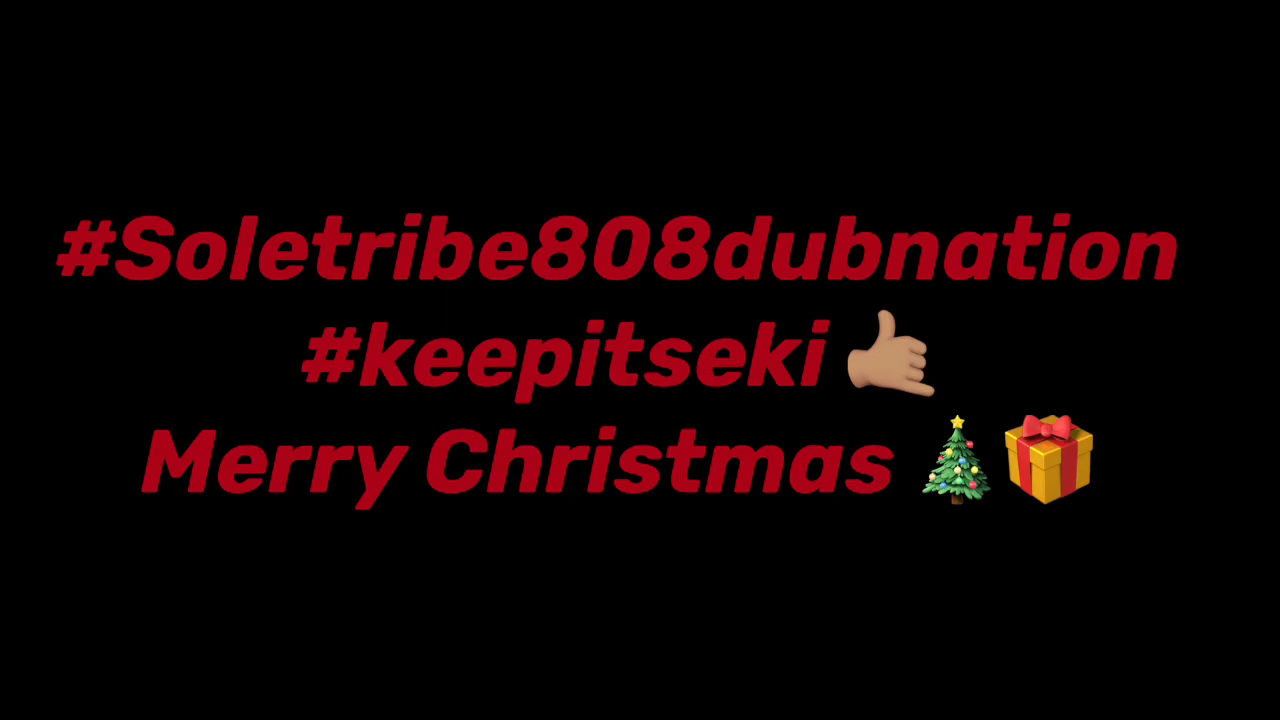 #Soletribe808dubnation
#keepitseki 🤙🏽
Merry Christmas 🎄🎁